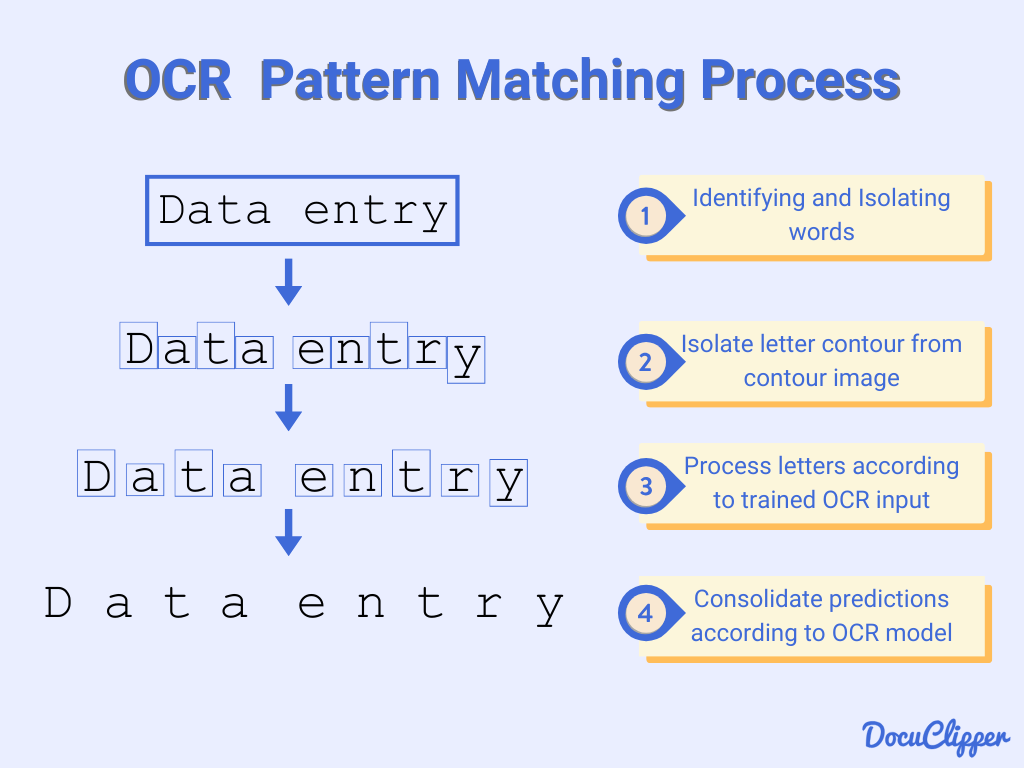 OCR Pattern Matching Process
Data entry
1
Identifying and Isolating
words
Data entry
2
Isolate letter contour from
contour image
Data entry
3
Process letters according
to trained OCR input
D a t a e n t r y
4
Consolidate predictions
according to OCR model
DocuClipper